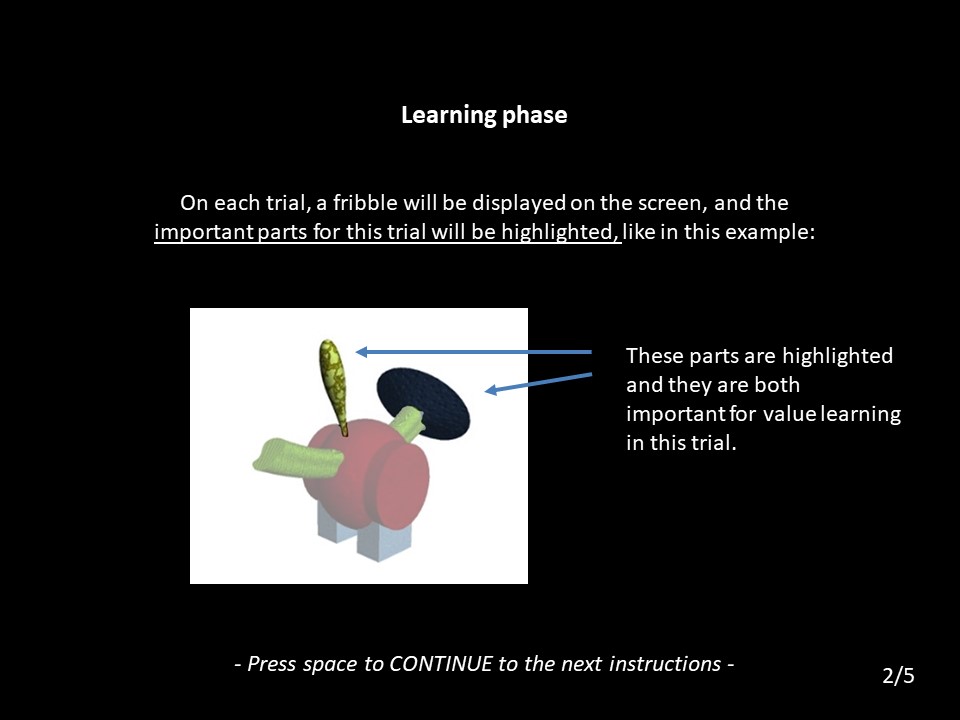 Learning phase
On each trial, a fribble will be displayed on the screen, and the
important parts for this trial will be highlighted, like in this example:
These parts are highlighted
and they are both
important for value learning
in this trial.
- Press space to CONTINUE to the next instructions -
2/5